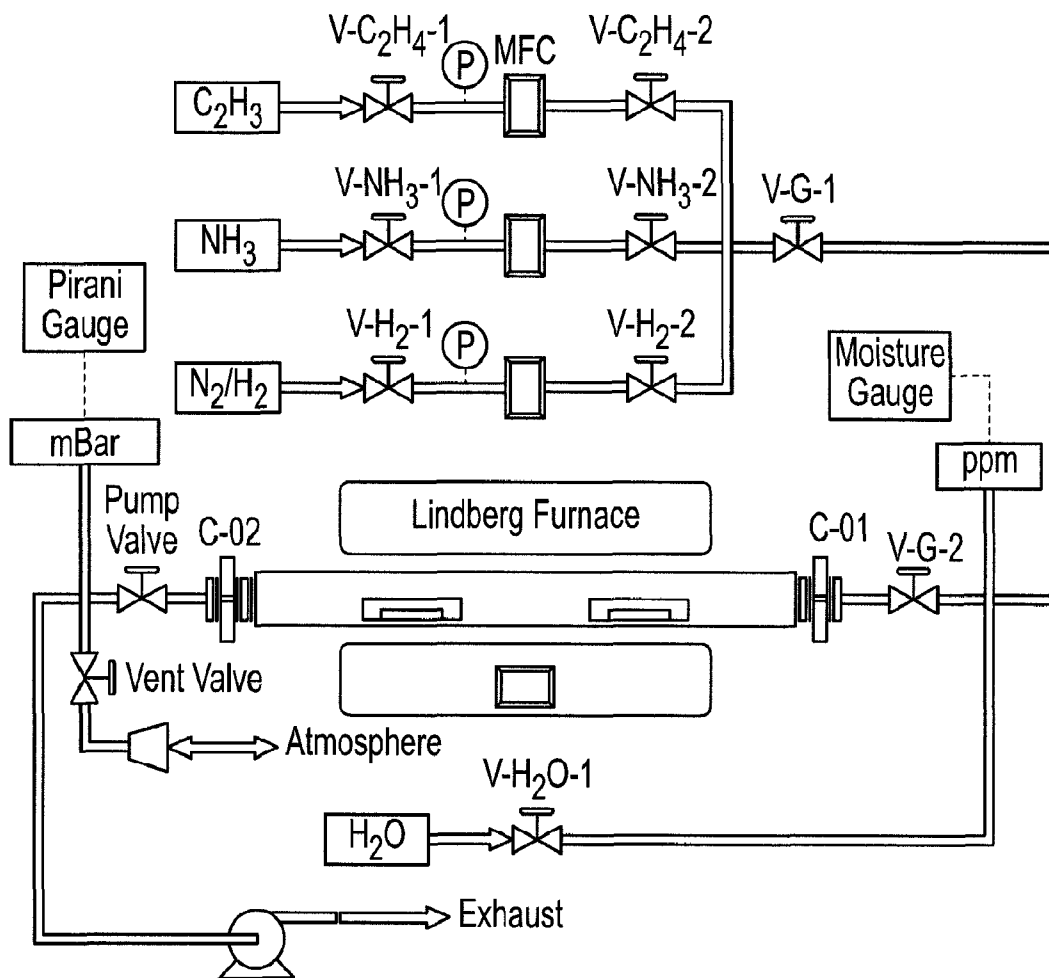 V-C₂H₄-1
MFC
V-C₂H₄-2
P
C₂H₃
V-NH₃-1
P
V-NH₃-2
V-G-1
NH₃
Pirani
Gauge
V-H₂-1
P
V-H₂-2
N₂/H₂
Moisture
Gauge
mBar
ppm
Pump
Valve
C-02
Lindberg Furnace
C-01
V-G-2
Vent Valve
Atmosphere
V-H₂O-1
H₂O
Exhaust